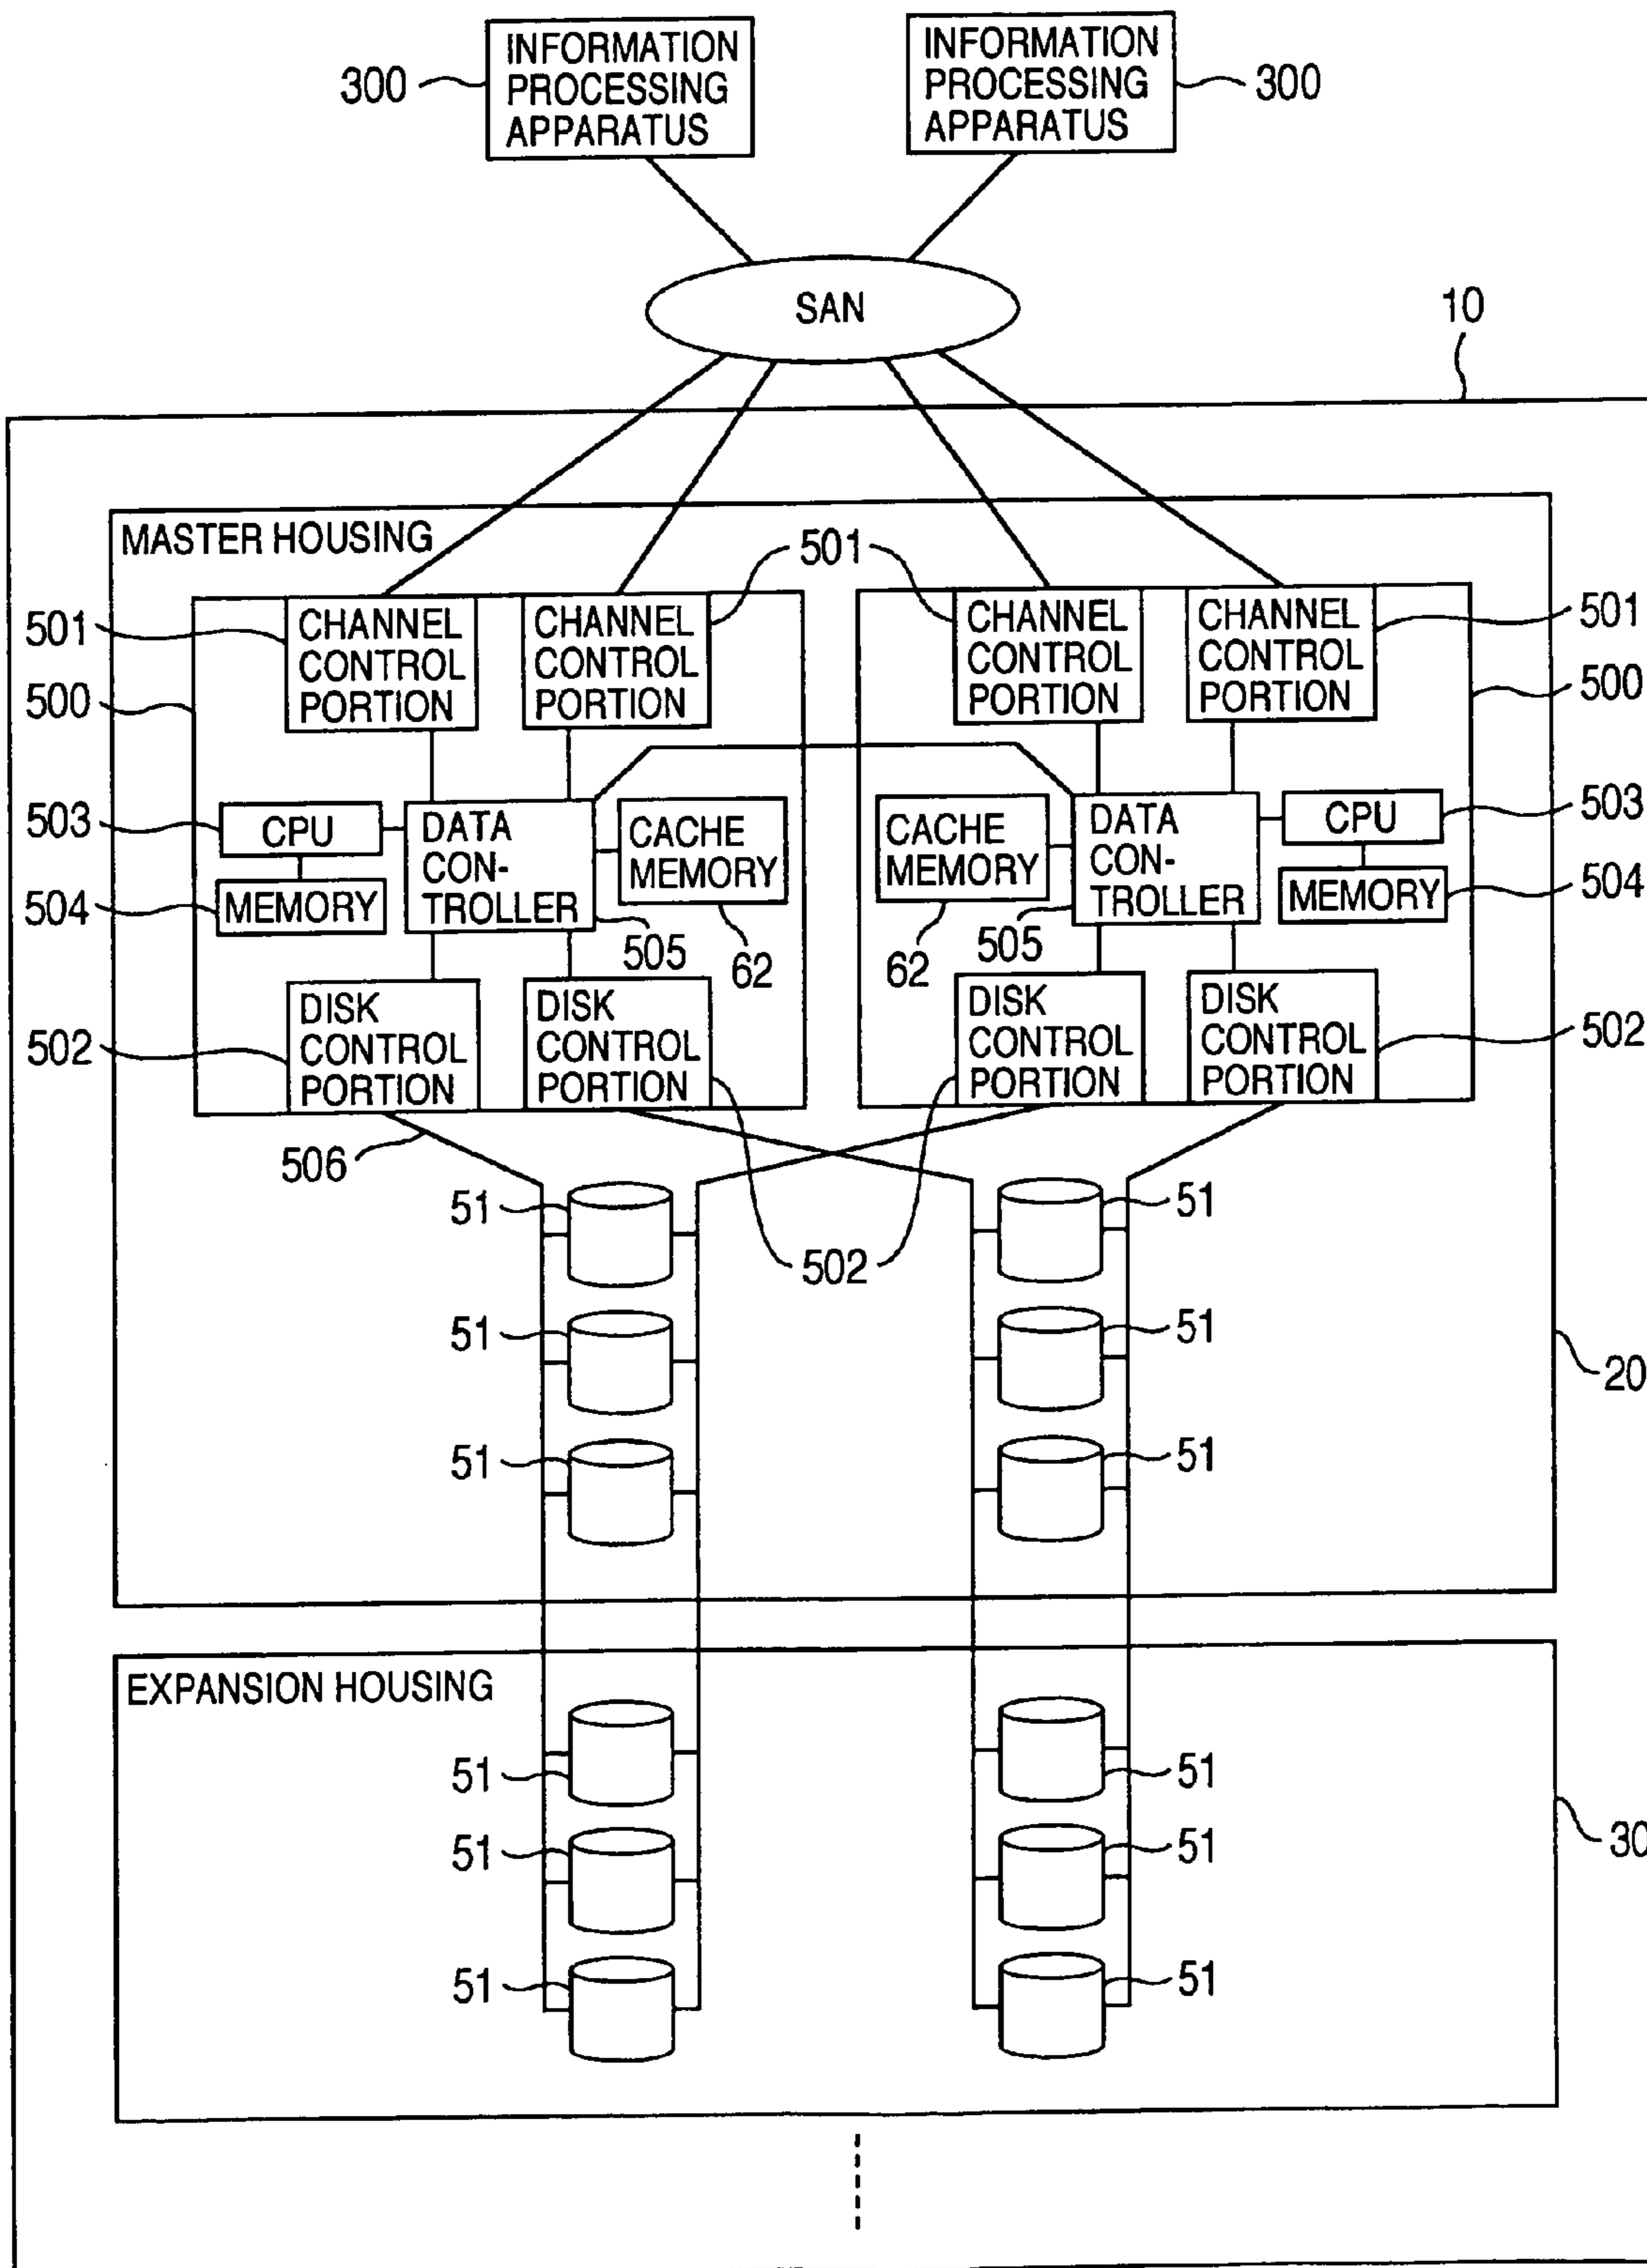 INFORMATION
PROCESSING
APPARATUS
300
INFORMATION
PROCESSING
APPARATUS
300
SAN
10
MASTER HOUSING
501
501
CHANNEL
CONTROL
PORTION
CHANNEL
CONTROL
PORTION
CHANNEL
CONTROL
PORTION
CHANNEL
CONTROL
PORTION
501
500
500
503
CPU
DATA
CON-
TROLLER
CACHE
MEMORY
CACHE
MEMORY
DATA
CON-
TROLLER
CPU
503
504
MEMORY
MEMORY
504
505
62
62
505
502
DISK
CONTROL
PORTION
DISK
CONTROL
PORTION
DISK
CONTROL
PORTION
DISK
CONTROL
PORTION
502
506
51
51
502
51
51
20
51
51
EXPANSION HOUSING
51
51
30
51
51
51
51